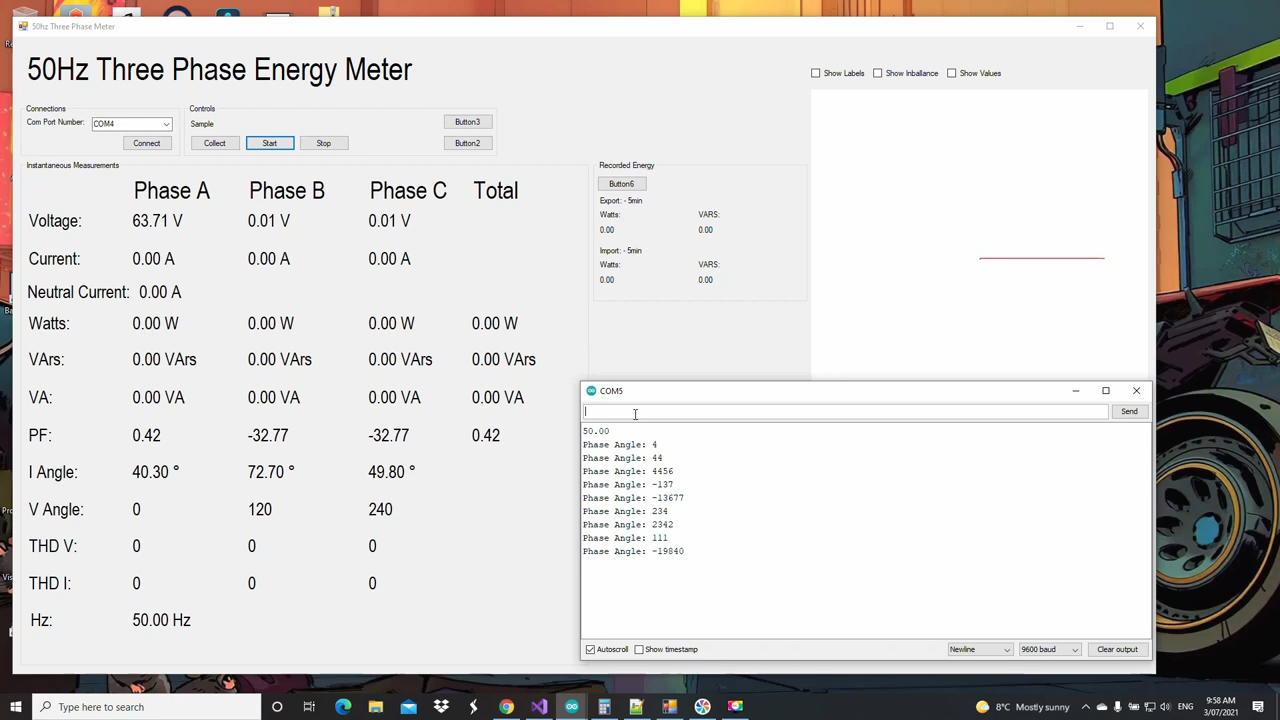 50hz Three Phase Meter
50Hz Three Phase Energy Meter
Show Labels Show Inballance Show Values
Connections
Com Port Number: COM4
Connect
Controls
Sample
Collect Start Stop
Button3
Button2
Instantaneous Measurements
Phase A Phase B Phase C Total
Voltage: 63.71 V 0.01 V 0.01 V
Current: 0.00 A 0.00 A 0.00 A
Neutral Current: 0.00 A
Watts: 0.00 W 0.00 W 0.00 W 0.00 W
VArs: 0.00 VArs 0.00 VArs 0.00 VArs 0.00 VArs
VA: 0.00 VA 0.00 VA 0.00 VA 0.00 VA
PF: 0.42 -32.77 -32.77 0.42
I Angle: 40.30 ° 72.70 ° 49.80 °
V Angle: 0 120 240
THD V: 0 0 0
THD I: 0 0 0
Hz: 50.00 Hz
Recorded Energy
Button6
Export: - 5min
Watts: VARS:
0.00 0.00
Import: - 5min
Watts: VARS:
0.00 0.00
COM5
Send
50.00
Phase Angle: 4
Phase Angle: 44
Phase Angle: 4456
Phase Angle: -137
Phase Angle: -13677
Phase Angle: 234
Phase Angle: 2342
Phase Angle: 111
Phase Angle: -19840
Autoscroll Show timestamp Newline 9600 baud Clear output
Type here to search
8°C Mostly sunny
9:58 AM
3/07/2021